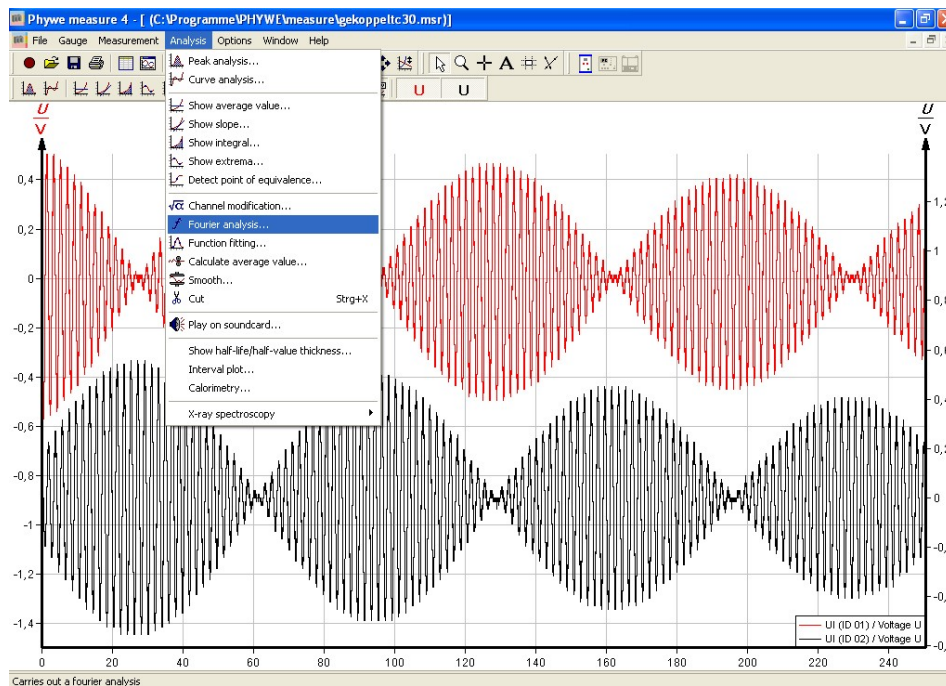 Phywe measure 4 - [ (C:\Programme\PHYWE\measure\gekoppeltc30.msr)]
File Gauge Measurement Analysis Options Window Help
Peak analysis...
Curve analysis...
Show average value...
Show slope...
Show integral...
Show extrema...
Detect point of equivalence...
Channel modification...
Fourier analysis...
Function fitting...
Calculate average value...
Smooth...
Cut Strg+X
Play on soundcard...
Show half-life/half-value thickness...
Interval plot...
Calorimetry...
X-ray spectroscopy
U U
U
V
U
V
0,4
0,2
0
-0,2
-0,4
-0,6
-0,8
-1
-1,2
-1,4
0
UI (ID 01) / Voltage U
UI (ID 02) / Voltage U
0 20 40 60 80 100 120 140 160 180 200 220 240
Carries out a fourier analysis